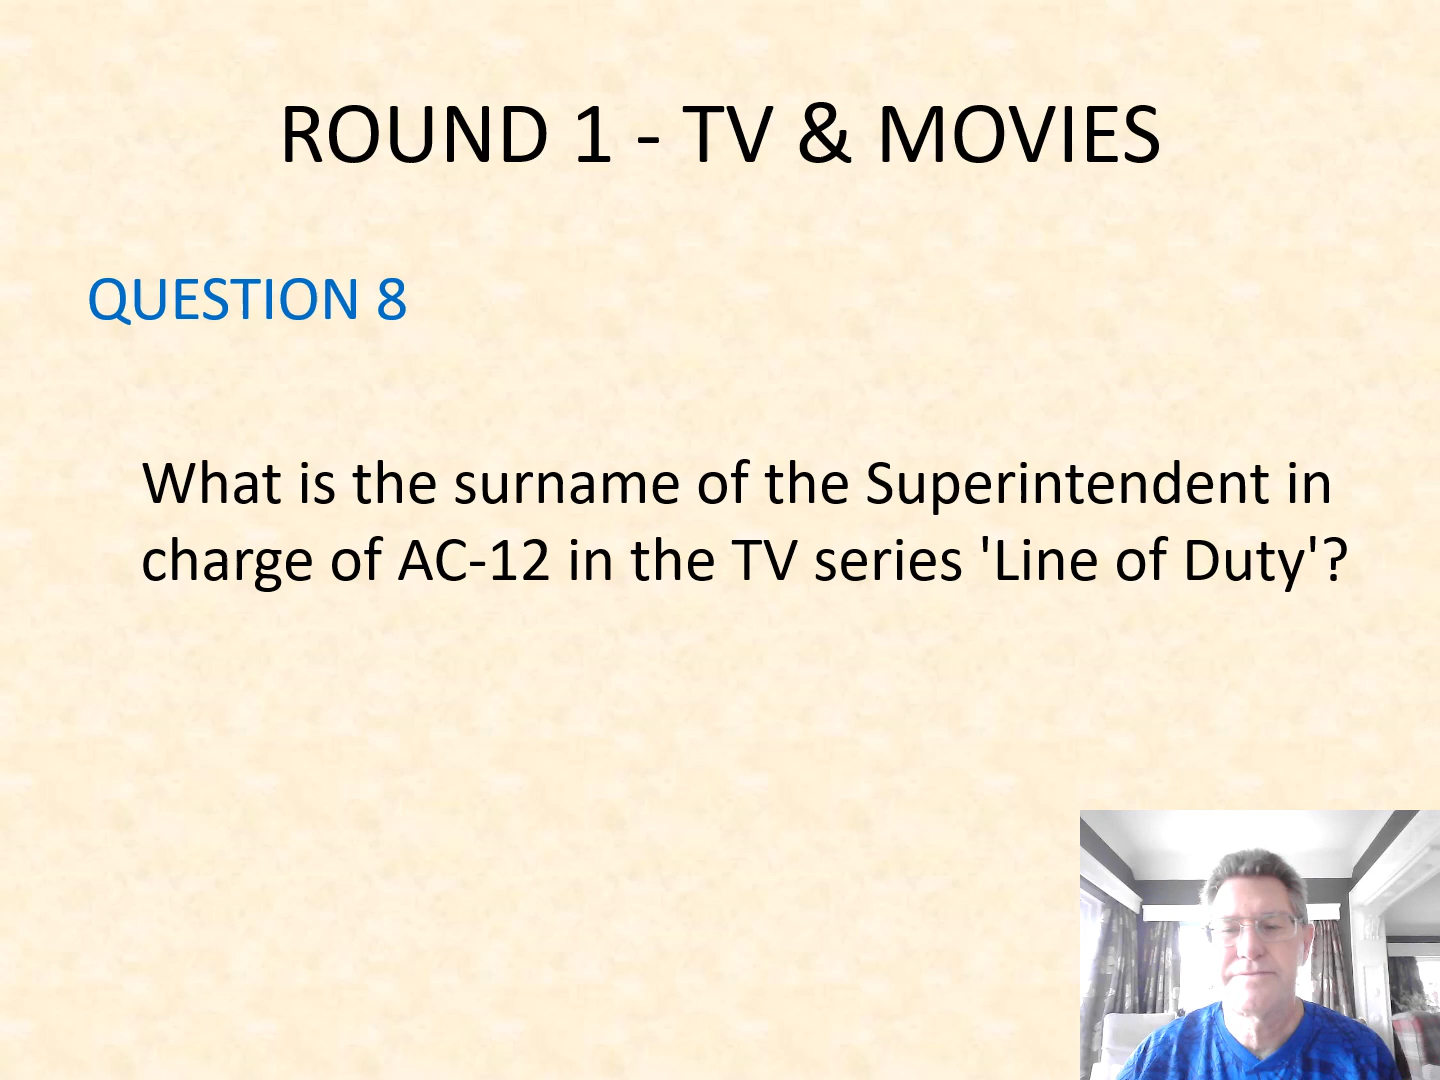 ROUND 1 - TV & MOVIES
QUESTION 8
What is the surname of the Superintendent in
charge of AC-12 in the TV series 'Line of Duty'?